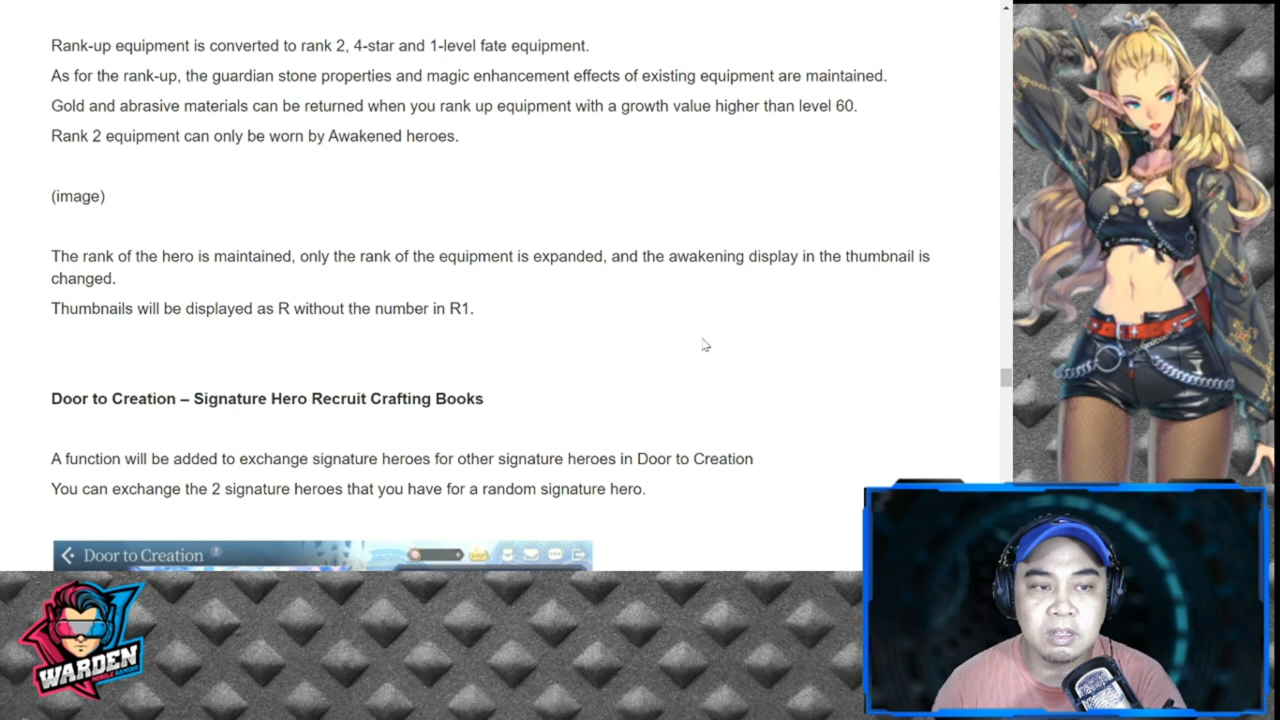 Rank-up equipment is converted to rank 2, 4-star and 1-level fate equipment.
As for the rank-up, the guardian stone properties and magic enhancement effects of existing equipment are maintained.
Gold and abrasive materials can be returned when you rank up equipment with a growth value higher than level 60.
Rank 2 equipment can only be worn by Awakened heroes.
(image)
The rank of the hero is maintained, only the rank of the equipment is expanded, and the awakening display in the thumbnail is
changed.
Thumbnails will be displayed as R without the number in R1.
Door to Creation – Signature Hero Recruit Crafting Books
A function will be added to exchange signature heroes for other signature heroes in Door to Creation
You can exchange the 2 signature heroes that you have for a random signature hero.
Door to Creation
WARDEN
MOBILE GAMING